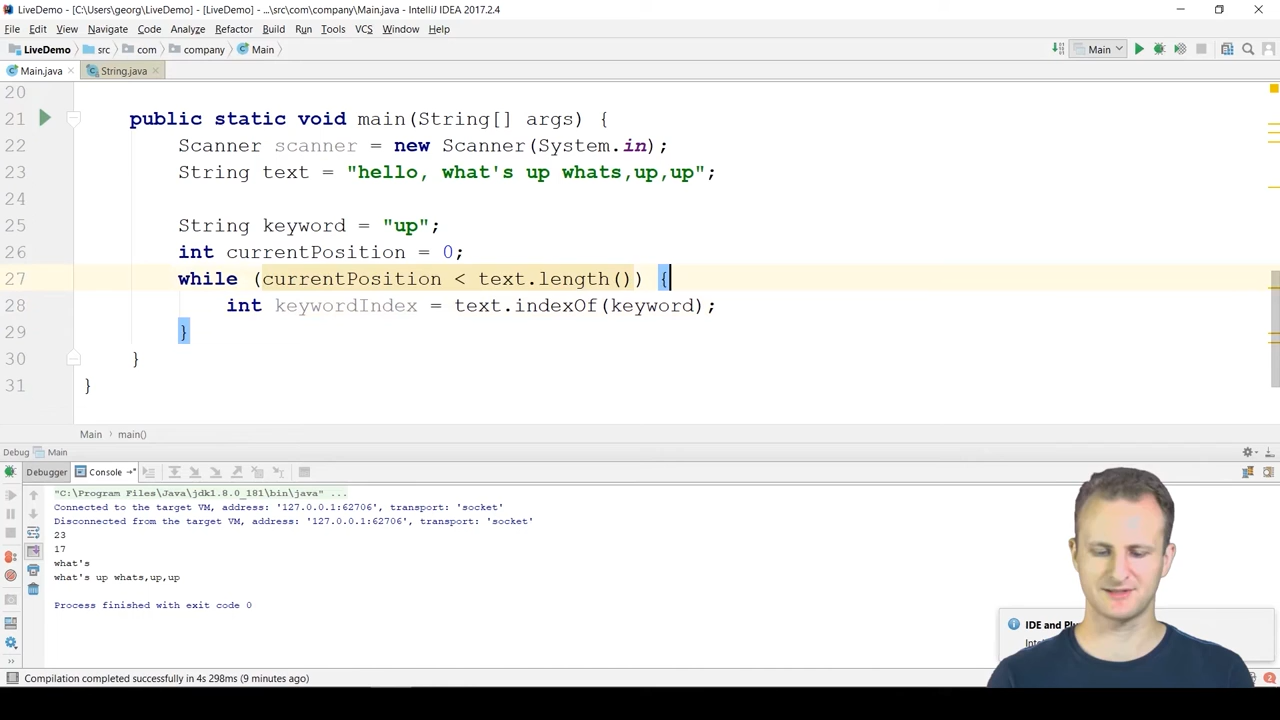 LiveDemo - [C:\Users\georg\LiveDemo] - [LiveDemo] - ...\src\com\company\Main.java - IntelliJ IDEA 2017.2.4
File Edit View Navigate Code Analyze Refactor Build Run Tools VCS Window Help
LiveDemo src com company Main Main
Main.java String.java
20
21 public static void main(String[] args) {
22 Scanner scanner = new Scanner(System.in);
23 String text = "hello, what's up whats,up,up";
24
25 String keyword = "up";
26 int currentPosition = 0;
27 while (currentPosition < text.length()) {
28 int keywordIndex = text.indexOf(keyword);
29 }
30 }
31 }
Main main()
Debug Main
Debugger Console
"C:\Program Files\Java\jdk1.8.0_181\bin\java" ...
Connected to the target VM, address: '127.0.0.1:62706', transport: 'socket'
Disconnected from the target VM, address: '127.0.0.1:62706', transport: 'socket'
23
17
what's
what's up whats,up,up
Process finished with exit code 0
IDE and
Compilation completed successfully in 4s 298ms (9 minutes ago)
2